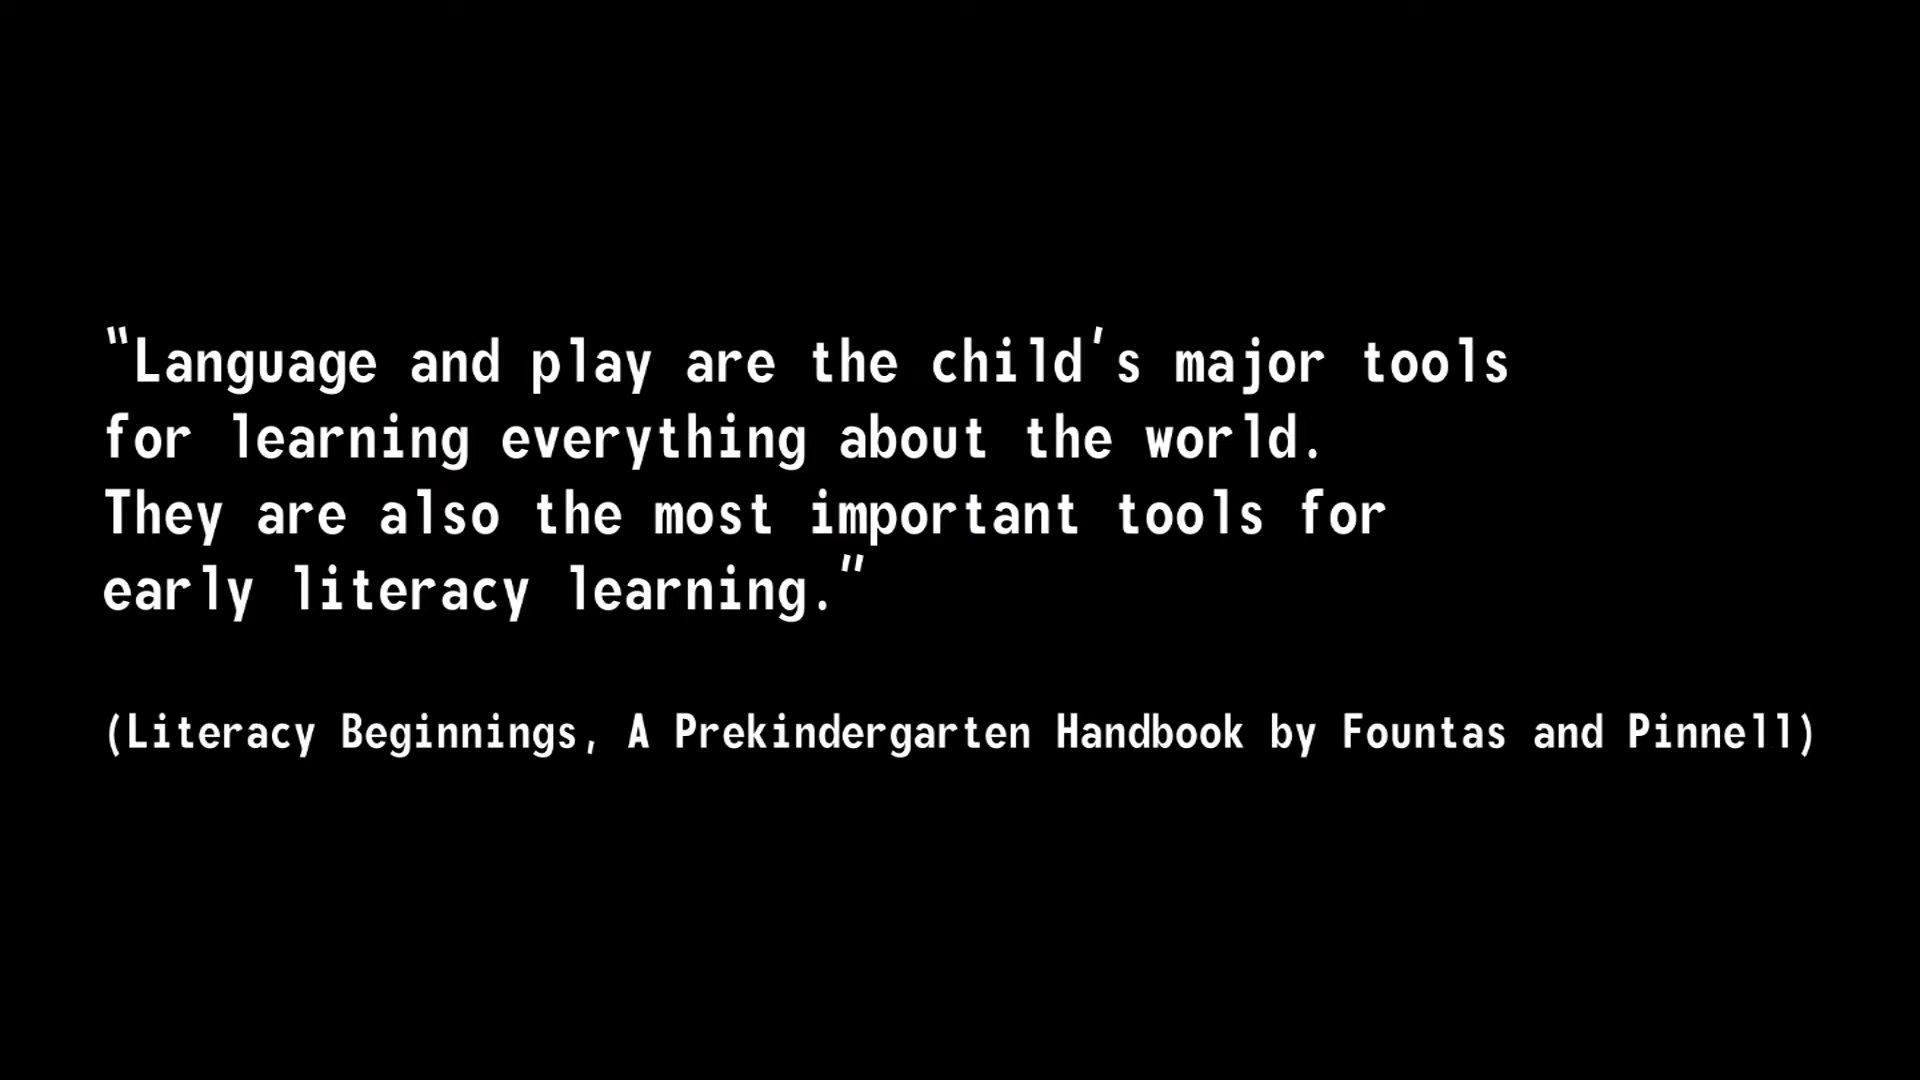 “Language and play are the child's major tools
for learning everything about the world.
They are also the most important tools for
early literacy learning.”
(Literacy Beginnings, A Prekindergarten Handbook by Fountas and Pinnell)